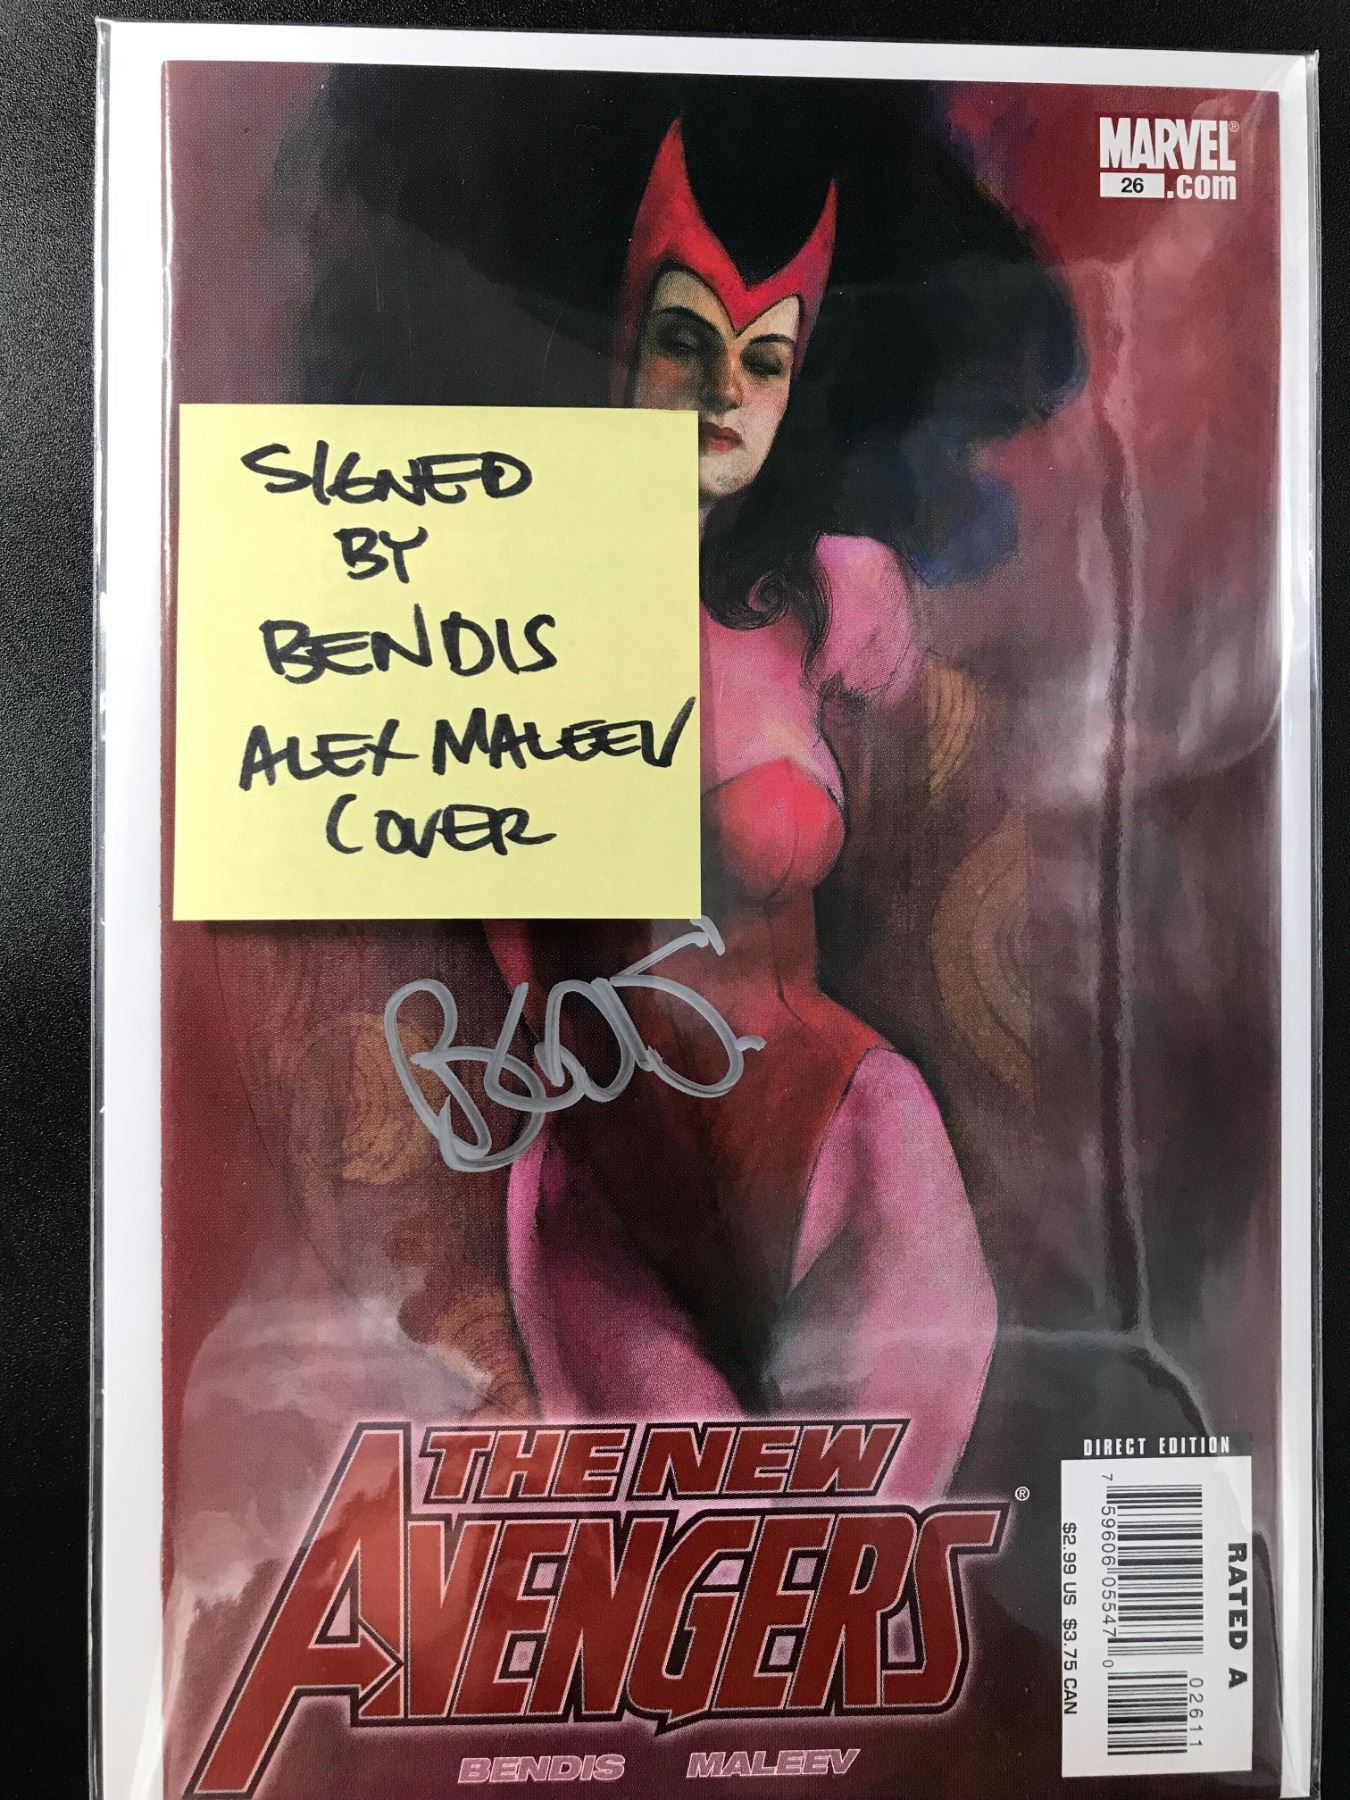 MARVEL®
26 .com
SIGNED
BY
BENDIS
ALEX MALEEV
COVER
BENDIS
THE NEW
AVENGERS®
BENDIS MALEEV
DIRECT EDITION
RATED A
7 59606 05547 0 02611
$2.99 US $3.75 CAN